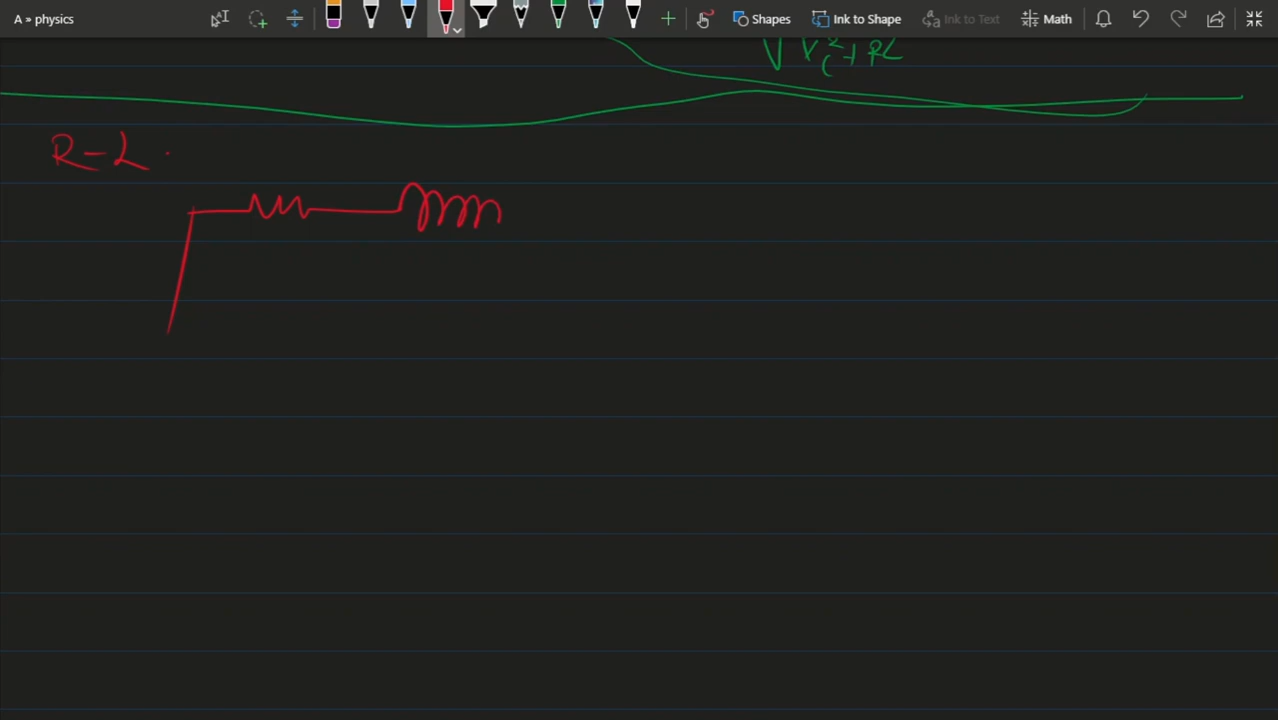 A » physics
Shapes
Ink to Shape
Ink to Text
Math
R-L